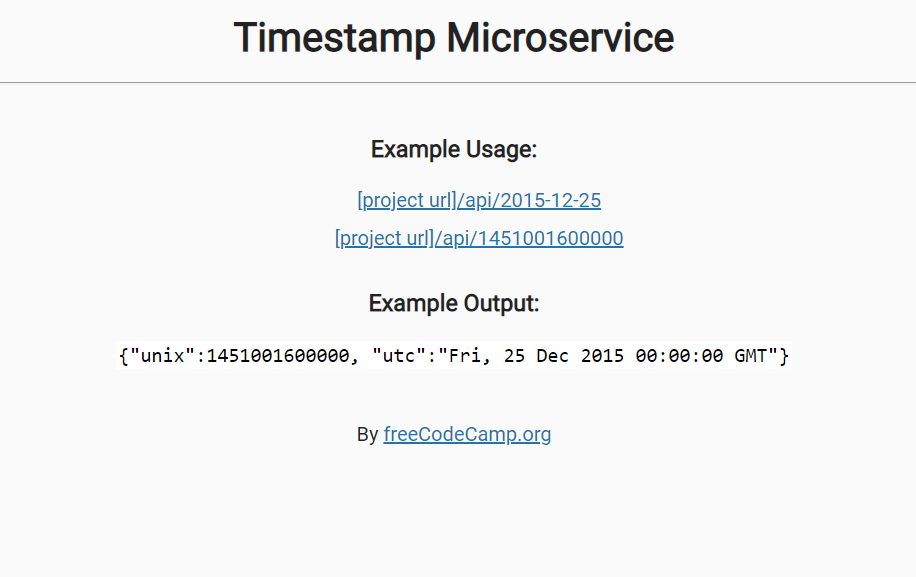 Timestamp Microservice
Example Usage:
[project url]/api/2015-12-25
[project url]/api/1451001600000
Example Output:
{"unix":1451001600000, "utc":"Fri, 25 Dec 2015 00:00:00 GMT"}
By freeCodeCamp.org